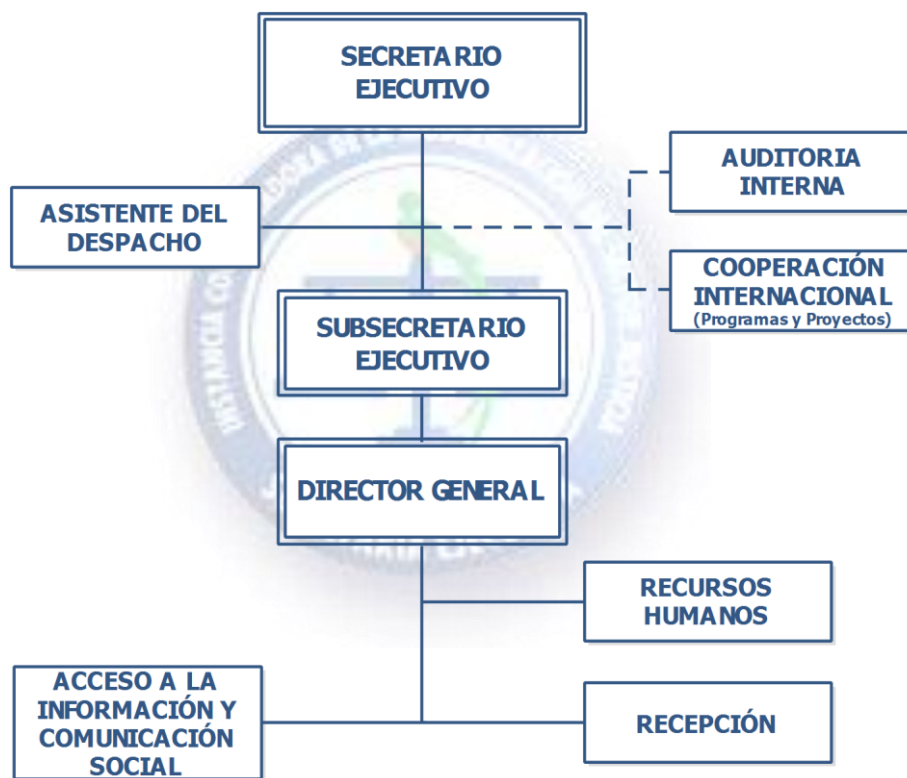 SECRETARIO
EJECUTIVO
AUDITORIA
INTERNA
ASISTENTE DEL
DESPACHO
COOPERACIÓN
INTERNACIONAL
(Programas y Proyectos)
SUBSECRETARIO
EJECUTIVO
DIRECTOR GENERAL
RECURSOS
HUMANOS
ACCESO A LA
INFORMACIÓN Y
COMUNICACIÓN
SOCIAL
RECEPCIÓN